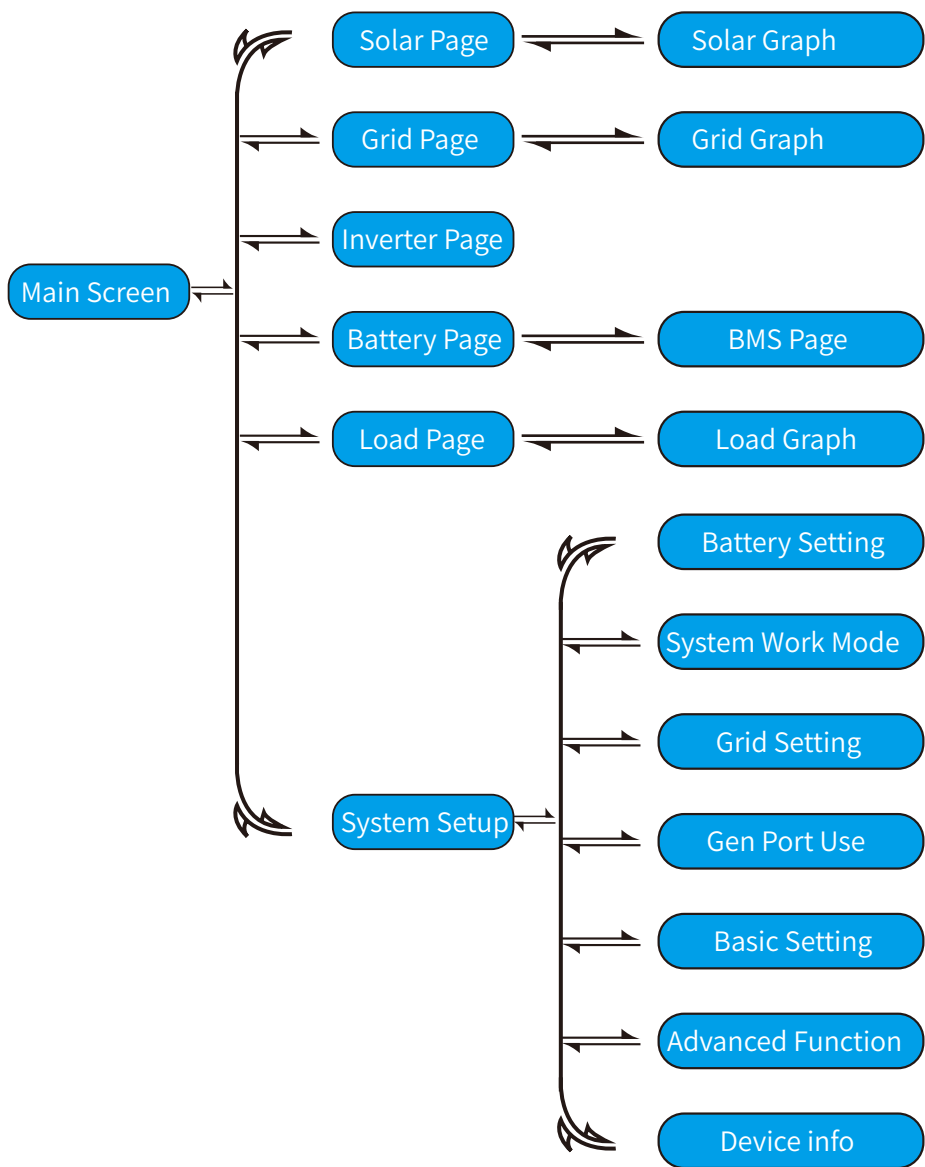 Solar Page
Solar Graph
Grid Page
Grid Graph
Inverter Page
Main Screen
Battery Page
BMS Page
Load Page
Load Graph
Battery Setting
System Work Mode
Grid Setting
System Setup
Gen Port Use
Basic Setting
Advanced Function
Device info